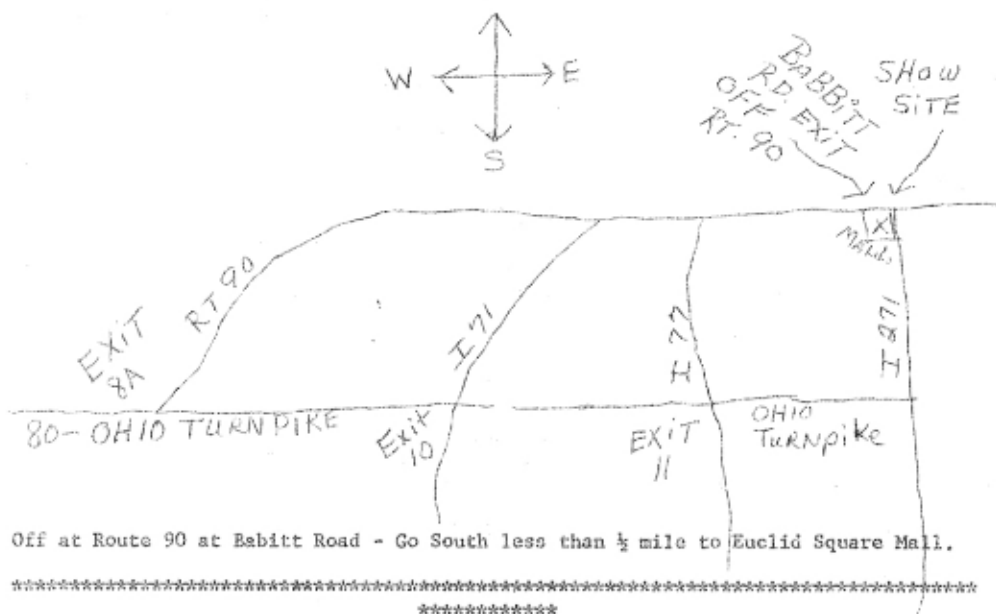 W E
S
BABBITT
RD. EXIT
OFF
RT. 90
SHOW
SITE
X
MALL
RT 90
EXIT
8A
I 71
I 77
I 271
80-OHIO TURNPIKE
Exit
10
EXIT
11
OHIO
TURNpiKe
Off at Route 90 at Babitt Road - Go South less than ½ mile to Euclid Square Mall.
*****************************************************************************************
************